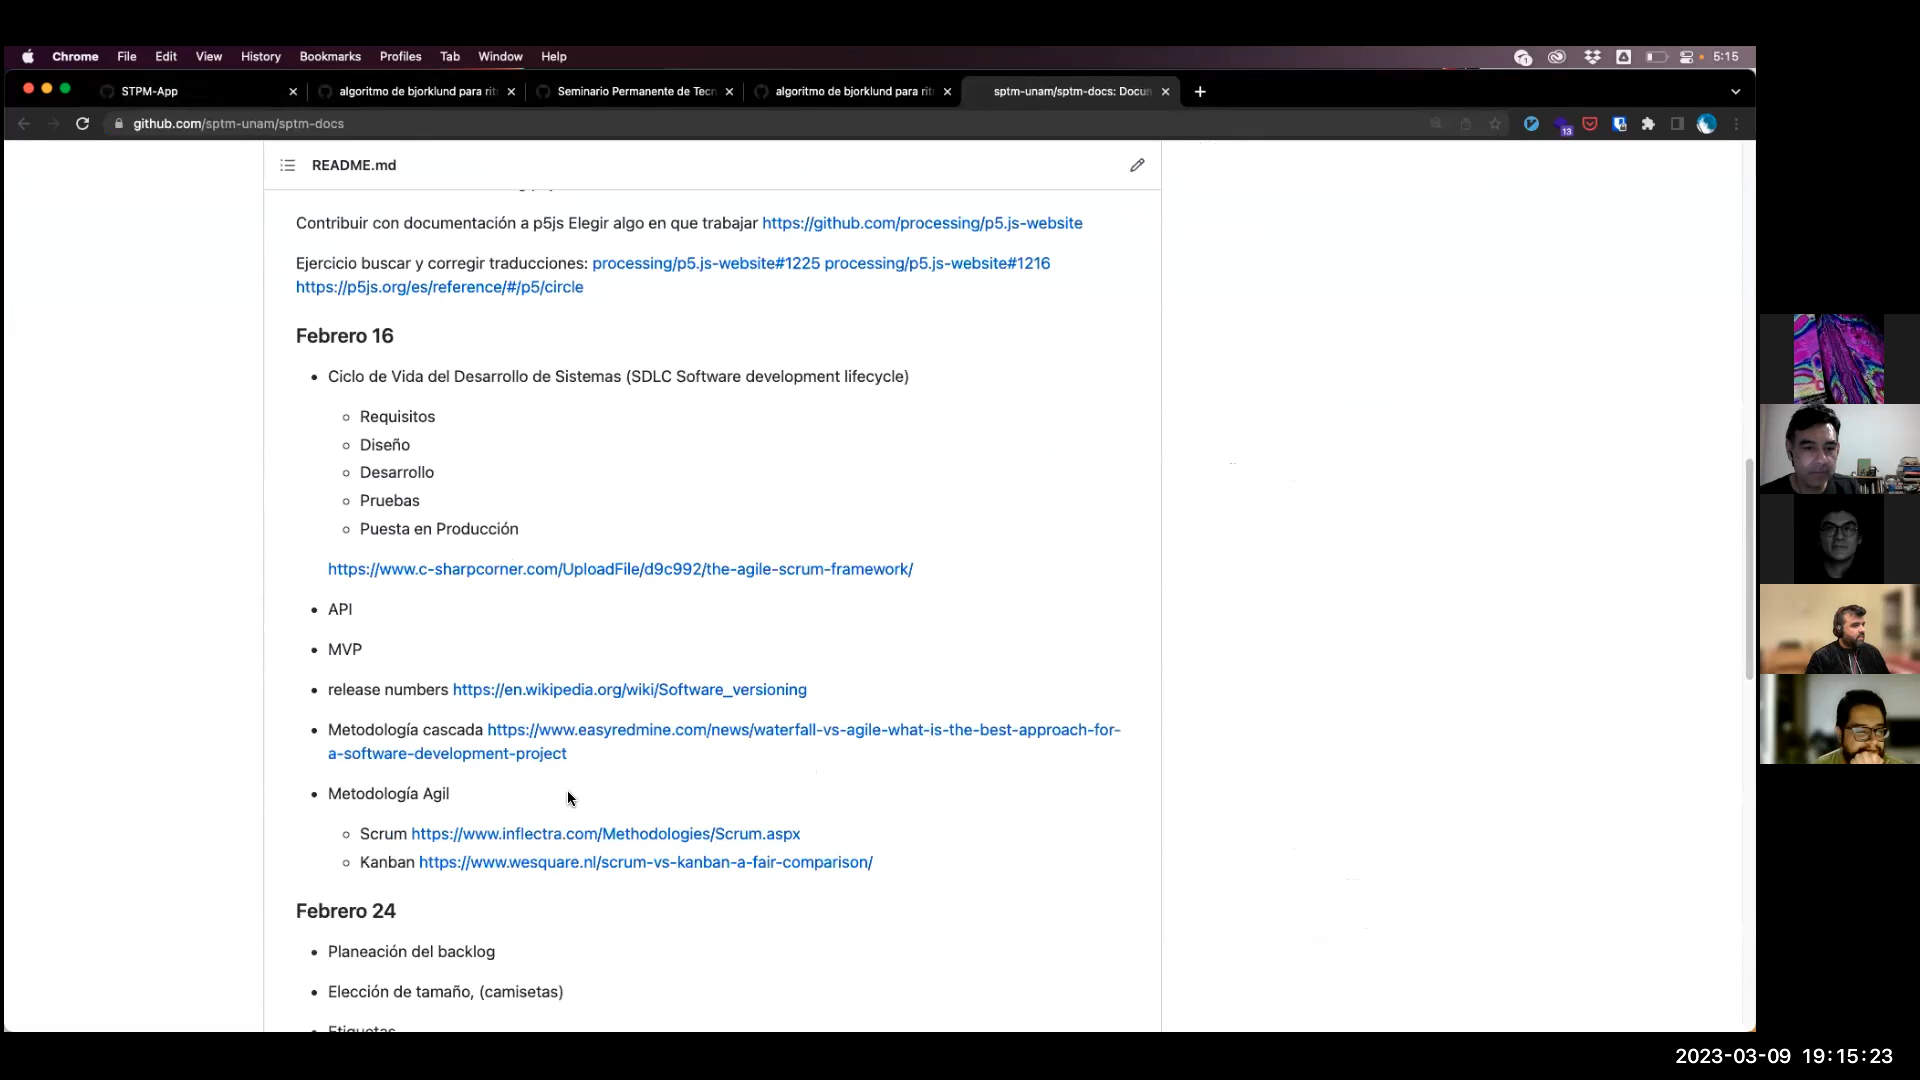 Chrome File Edit View History Bookmarks Profiles Tab Window Help 5:15
STPM-App algoritmo de bjorklund para rit Seminario Permanente de Tecn algoritmo de bjorklund para rit sptm-unam/sptm-docs: Docu
github.com/sptm-unam/sptm-docs 13
README.md
Contribuir con documentación a p5js Elegir algo en que trabajar https://github.com/processing/p5.js-website
Ejercicio buscar y corregir traducciones: processing/p5.js-website#1225 processing/p5.js-website#1216
https://p5js.org/es/reference/#/p5/circle
Febrero 16
• Ciclo de Vida del Desarrollo de Sistemas (SDLC Software development lifecycle)
◦ Requisitos
◦ Diseño
◦ Desarrollo
◦ Pruebas
◦ Puesta en Producción
https://www.c-sharpcorner.com/UploadFile/d9c992/the-agile-scrum-framework/
• API
• MVP
• release numbers https://en.wikipedia.org/wiki/Software_versioning
• Metodología cascada https://www.easyredmine.com/news/waterfall-vs-agile-what-is-the-best-approach-for-
a-software-development-project
• Metodología Agil
◦ Scrum https://www.inflectra.com/Methodologies/Scrum.aspx
◦ Kanban https://www.wesquare.nl/scrum-vs-kanban-a-fair-comparison/
Febrero 24
• Planeación del backlog
• Elección de tamaño, (camisetas)
• Etiquetas
2023-03-09 19:15:23